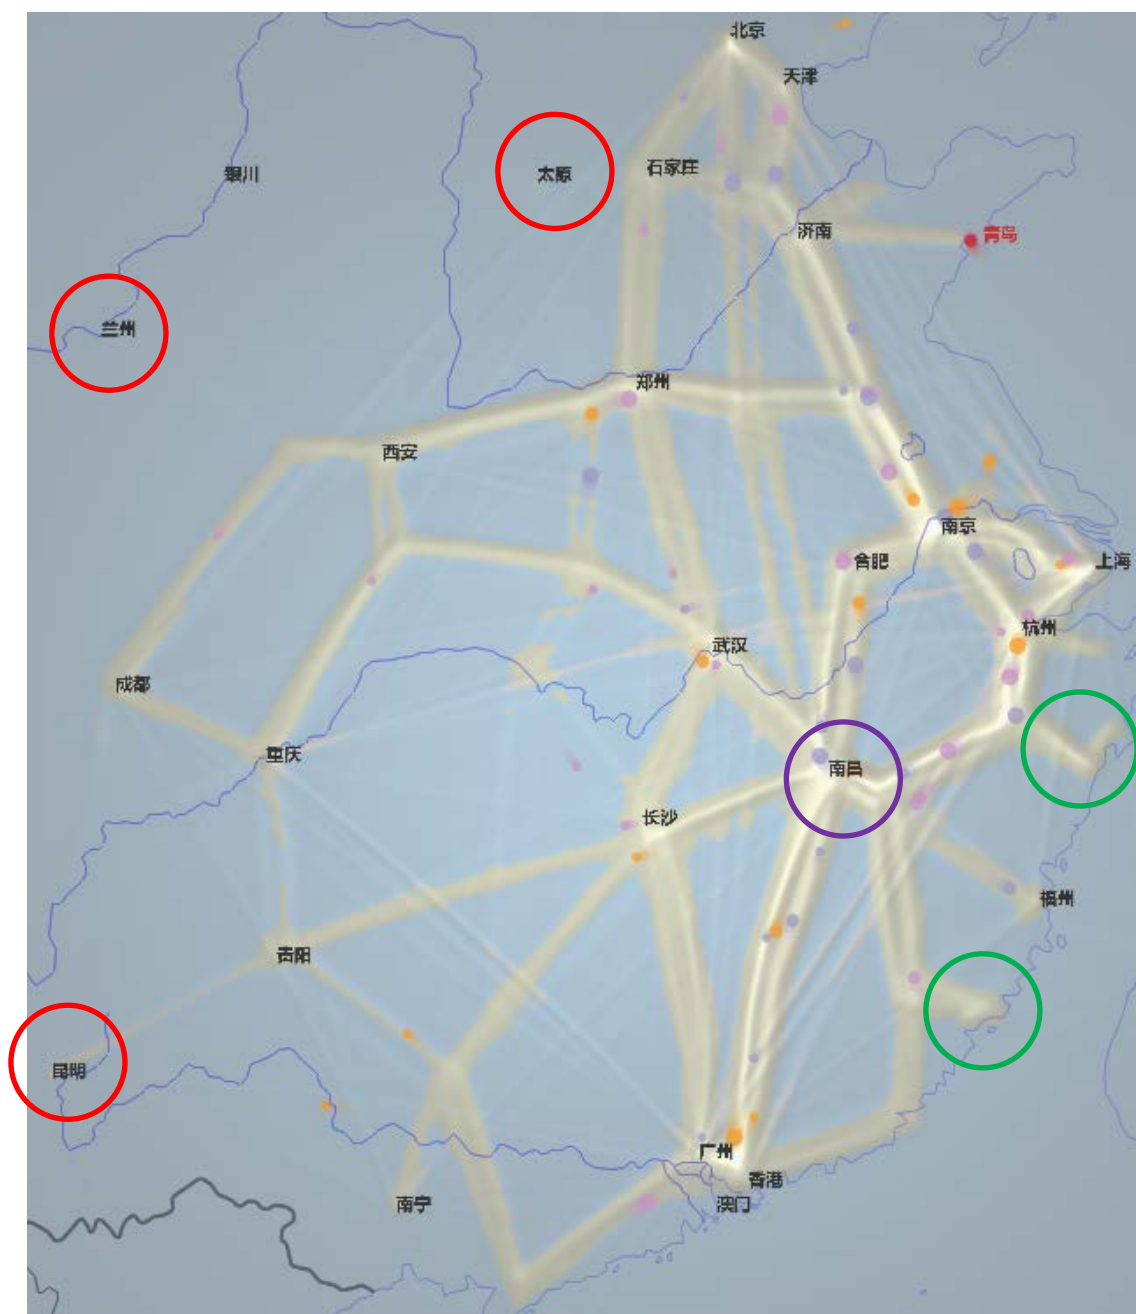 北京
天津
石家庄
银川
太原
济南
青岛
兰州
郑州
西安
南京
合肥
上海
杭州
武汉
成都
重庆
南昌
长沙
福州
贵阳
昆明
广州
香港
南宁
澳门